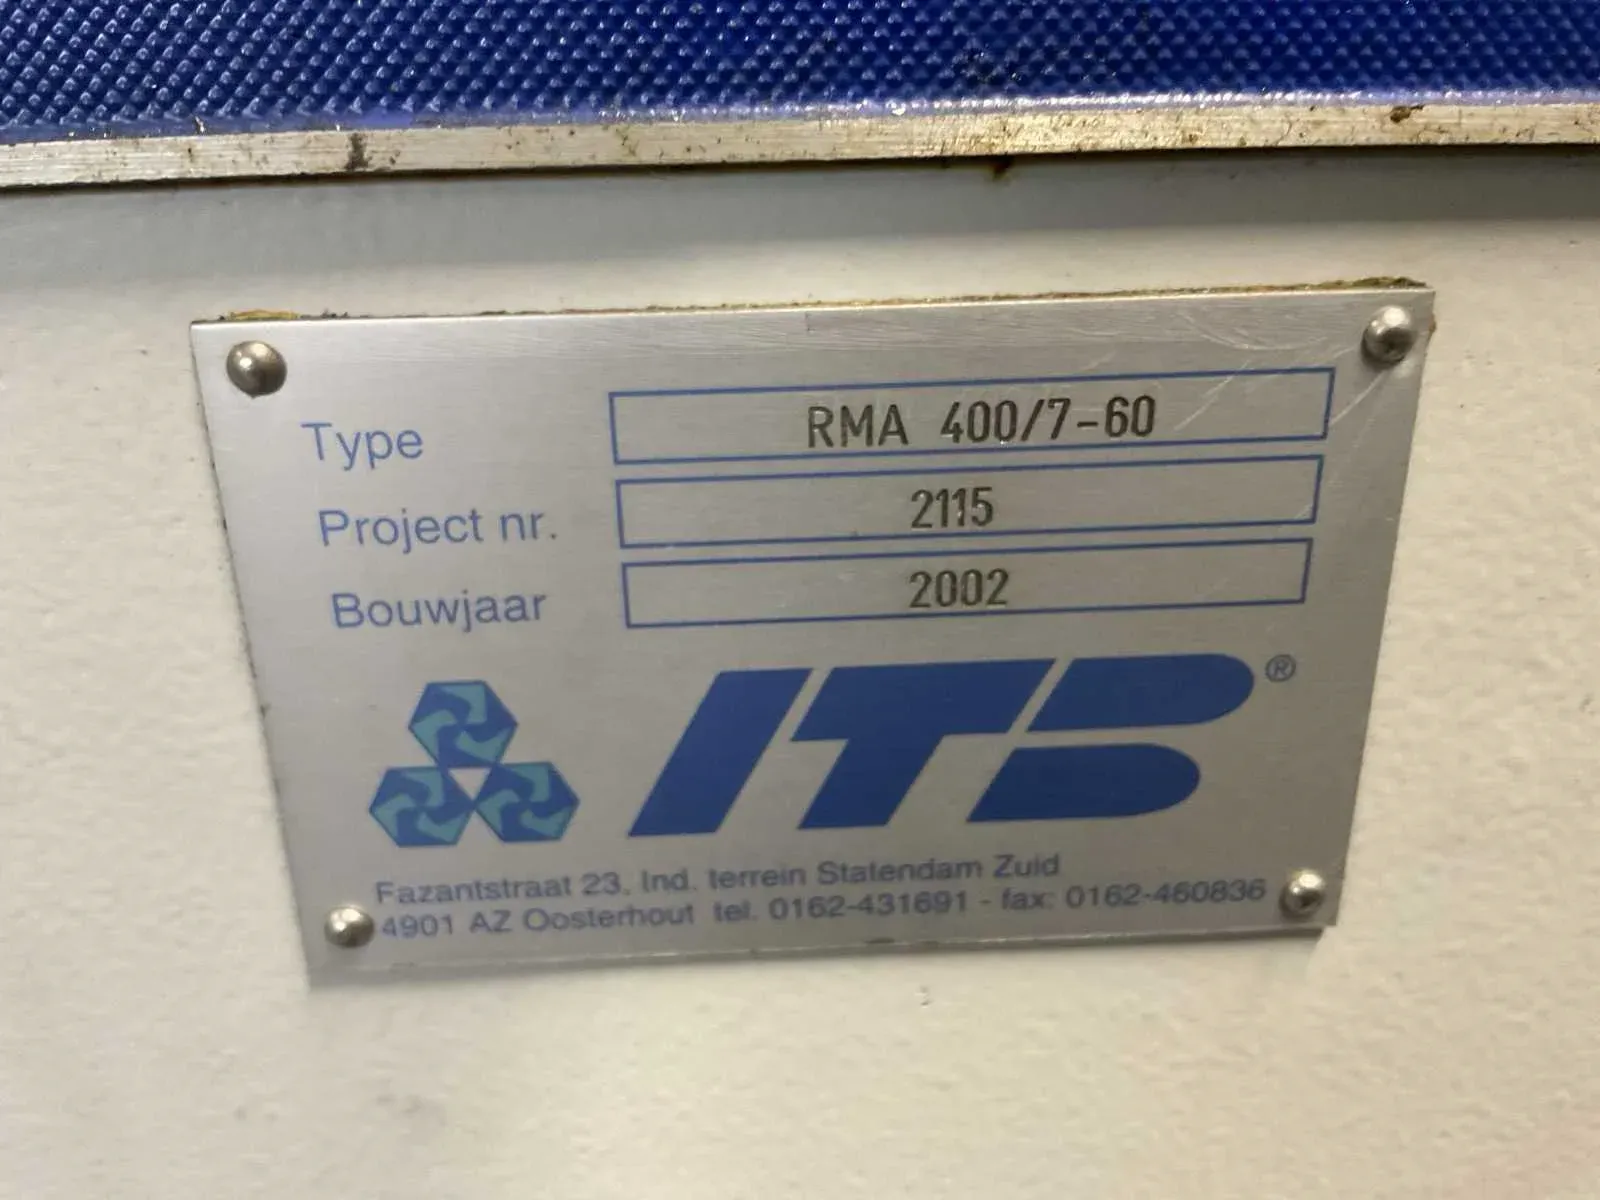 Type RMA 400/7-60
Project nr. 2115
Bouwjaar 2002
ITB®
Fazantstraat 23, Ind. terrein Statendam Zuid
4901 AZ Oosterhout tel. 0162-431691 - fax: 0162-460836